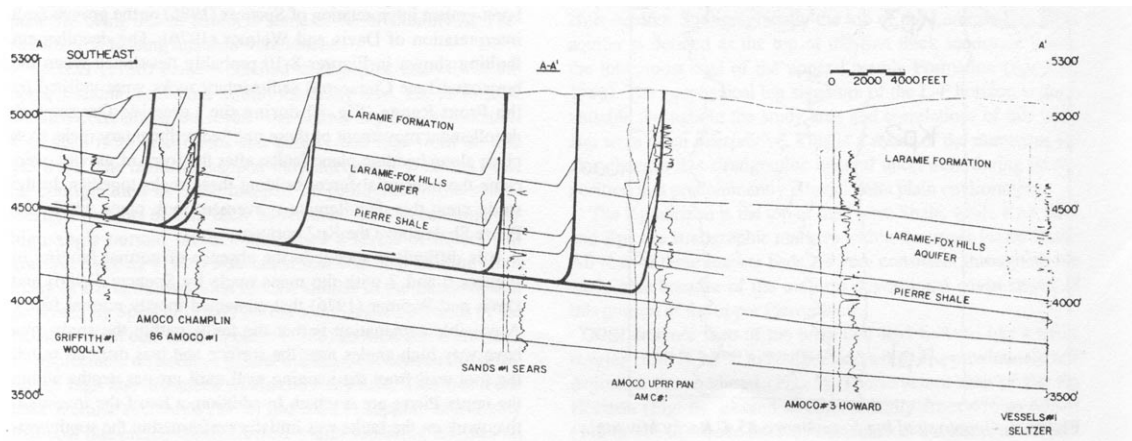 A
SOUTHEAST
A-A'
A'
5300
5300'
0 2000 4000 FEET
5000
5000'
LARAMIE FORMATION
LARAMIE FORMATION
LARAMIE-FOX HILLS
AQUIFER
4500
4500'
PIERRE SHALE
LARAMIE-FOX HILLS
AQUIFER
4000
4000'
PIERRE SHALE
AMOCO CHAMPLIN
86 AMOCO #1
GRIFFITH #1
WOOLLY
SANDS #1 SEARS
AMOCO UPRR PAN
AM C #1
AMOCO #3 HOWARD
3500
3500'
VESSELS #1
SELTZER